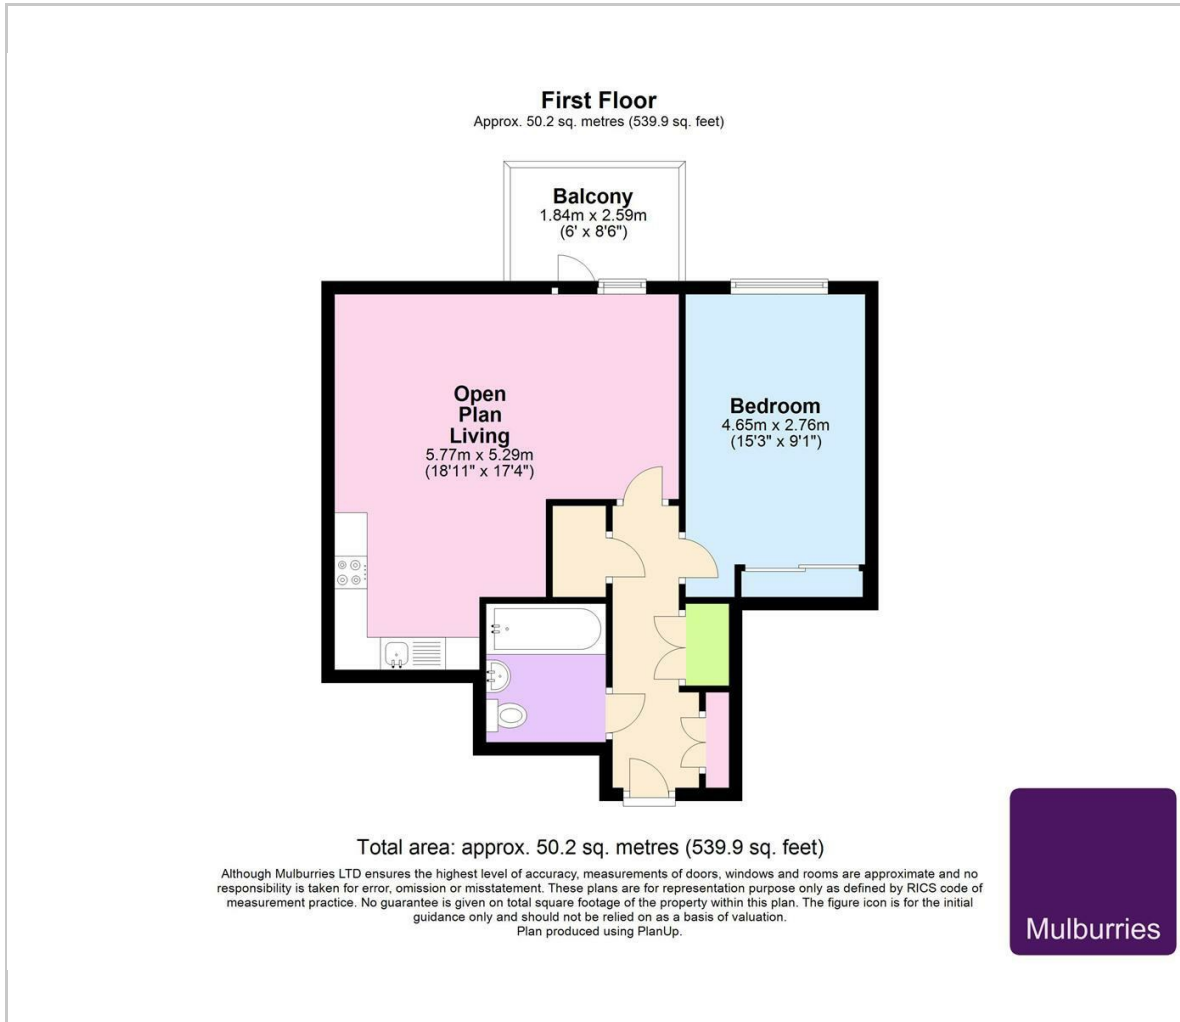 First Floor
Approx. 50.2 sq. metres (539.9 sq. feet)
Balcony
1.84m x 2.59m
(6' x 8'6")
Open
Plan
Living
5.77m x 5.29m
(18'11" x 17'4")
Bedroom
4.65m x 2.76m
(15'3" x 9'1")
Total area: approx. 50.2 sq. metres (539.9 sq. feet)
Although Mulburries LTD ensures the highest level of accuracy, measurements of doors, windows and rooms are approximate and no
responsibility is taken for error, omission or misstatement. These plans are for representation purpose only as defined by RICS code of
measurement practice. No guarantee is given on total square footage of the property within this plan. The figure icon is for the initial
guidance only and should not be relied on as a basis of valuation.
Plan produced using PlanUp.
Mulburries